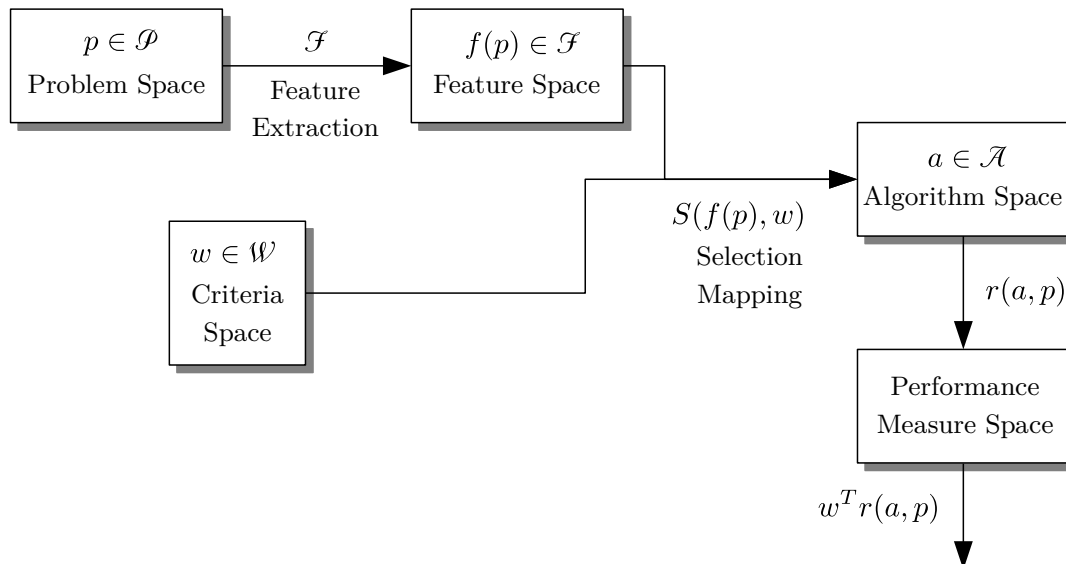 p ∈ 𝒫
Problem Space
ℱ
Feature
Extraction
f(p) ∈ ℱ
Feature Space
w ∈ 𝒲
Criteria
Space
S(f(p), w)
Selection
Mapping
a ∈ 𝒜
Algorithm Space
r(a, p)
Performance
Measure Space
w^T r(a, p)